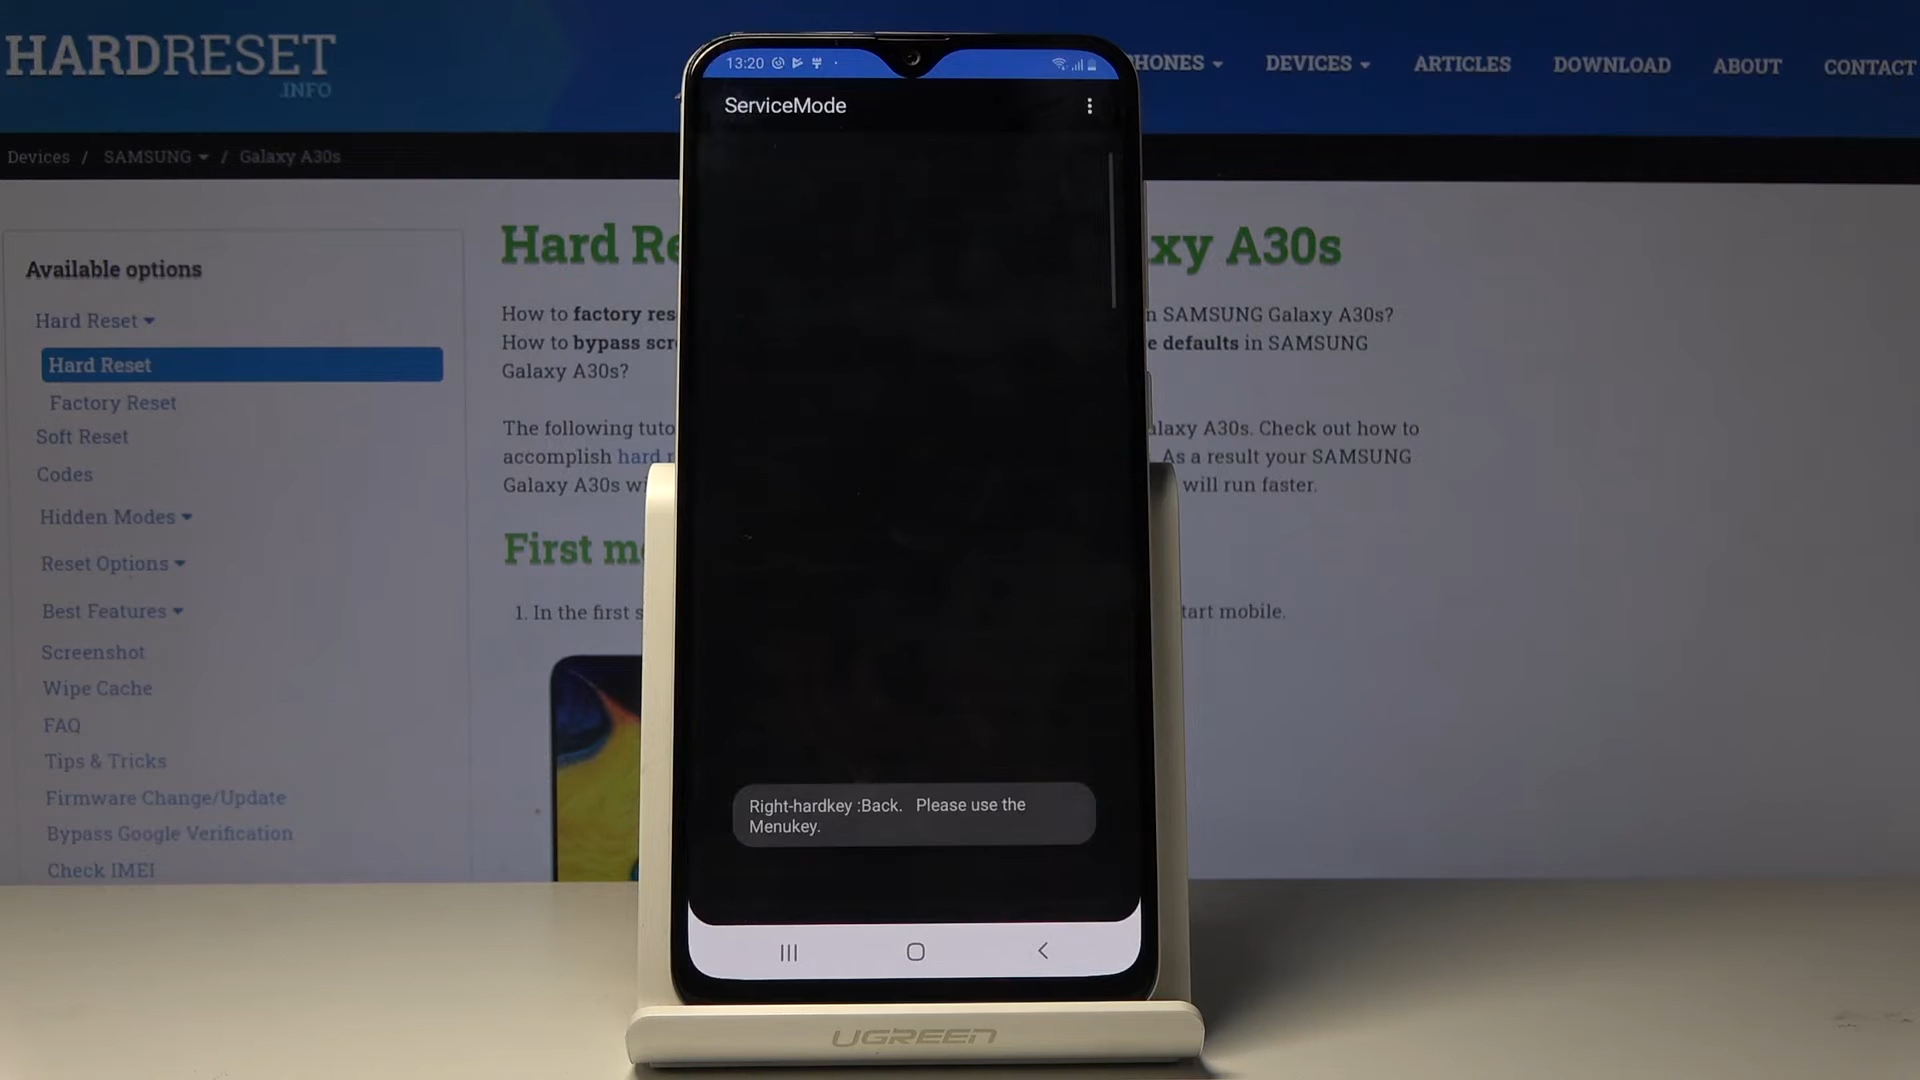 HARDRESET
.INFO
HONES DEVICES ARTICLES DOWNLOAD ABOUT CONTACT
Devices / SAMSUNG / Galaxy A30s
Available options
Hard Reset
Hard Reset
Factory Reset
Soft Reset
Codes
Hidden Modes
Reset Options
Best Features
Screenshot
Wipe Cache
FAQ
Tips & Tricks
Firmware Change/Update
Bypass Google Verification
Check IMEI
Hard Re
xy A30s
How to factory res
n SAMSUNG Galaxy A30s?
How to bypass scr
e defaults in SAMSUNG
Galaxy A30s?
The following tuto
alaxy A30s. Check out how to
accomplish hard r
As a result your SAMSUNG
Galaxy A30s wi
will run faster.
First m
1. In the first s
tart mobile.
13:20
ServiceMode
Right-hardkey :Back. Please use the
Menukey.
UGREEN